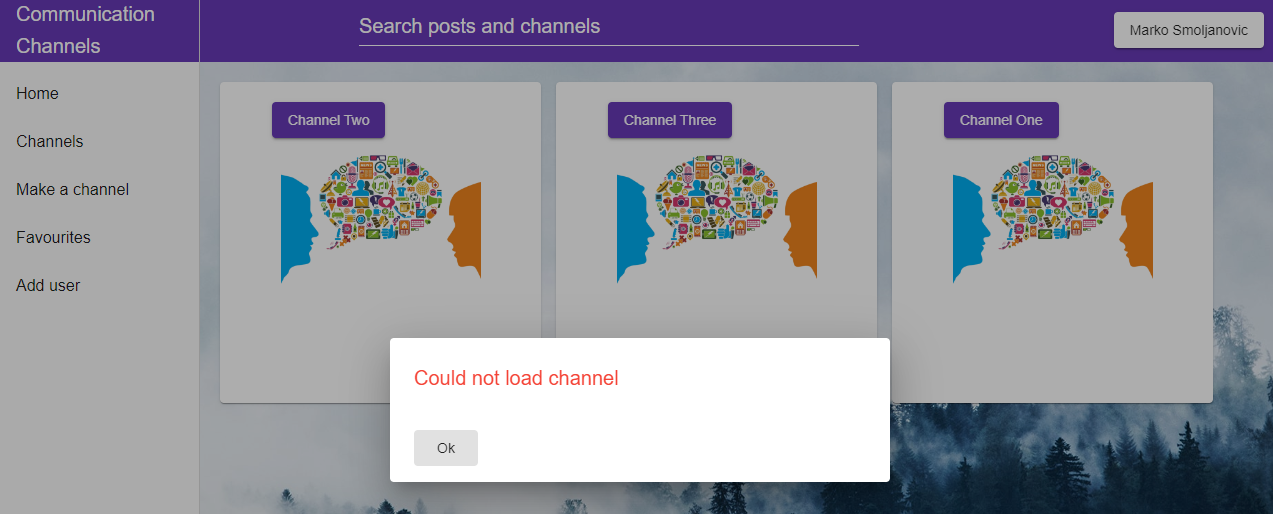 Communication
Channels
Search posts and channels
Marko Smoljanovic
Home
Channels
Make a channel
Favourites
Add user
Channel Two
Channel Three
Channel One
Could not load channel
Ok